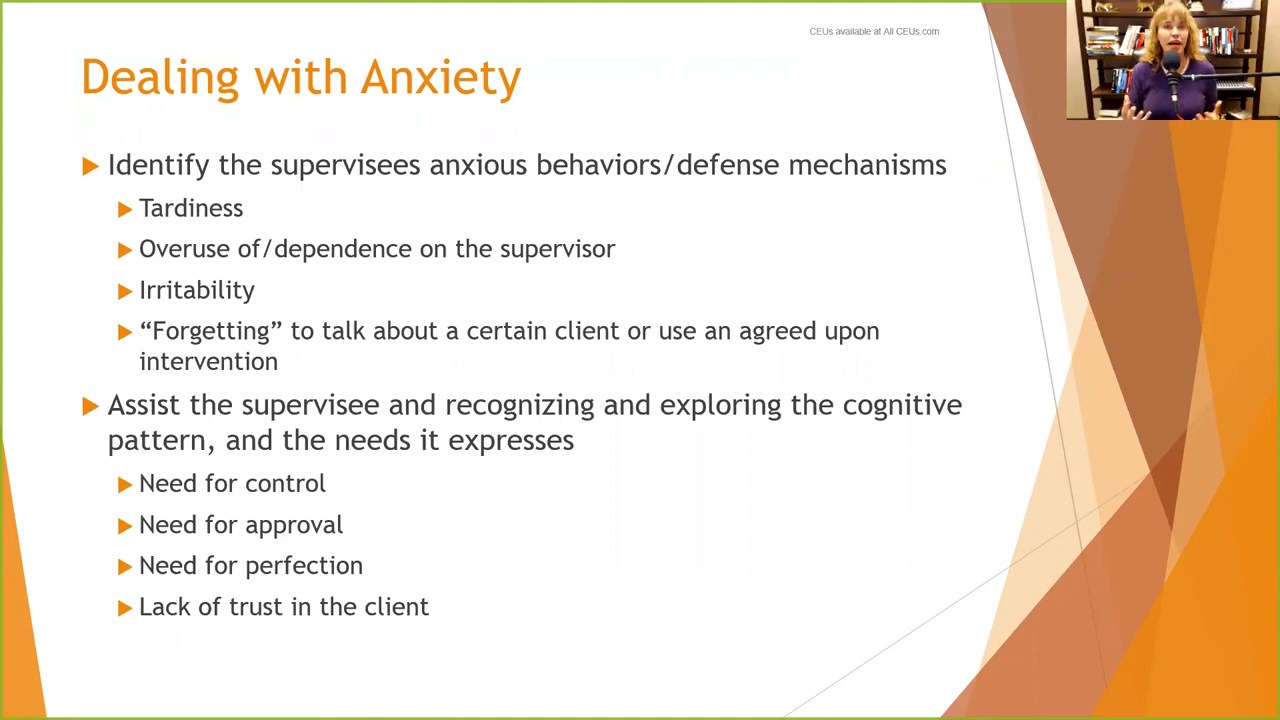 CEUs available at All CEUs.com
Dealing with Anxiety
Identify the supervisees anxious behaviors/defense mechanisms
Tardiness
Overuse of/dependence on the supervisor
Irritability
“Forgetting” to talk about a certain client or use an agreed upon
intervention
Assist the supervisee and recognizing and exploring the cognitive
pattern, and the needs it expresses
Need for control
Need for approval
Need for perfection
Lack of trust in the client